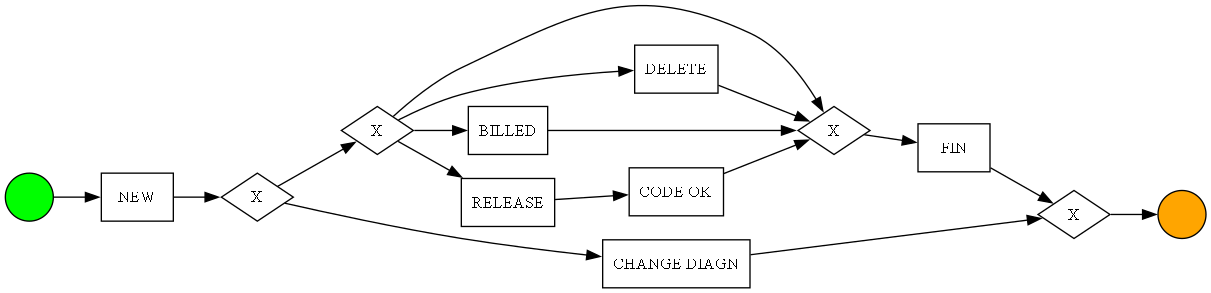 NEW
X
X
DELETE
BILLED
RELEASE
CODE OK
CHANGE DIAGN
X
FIN
X